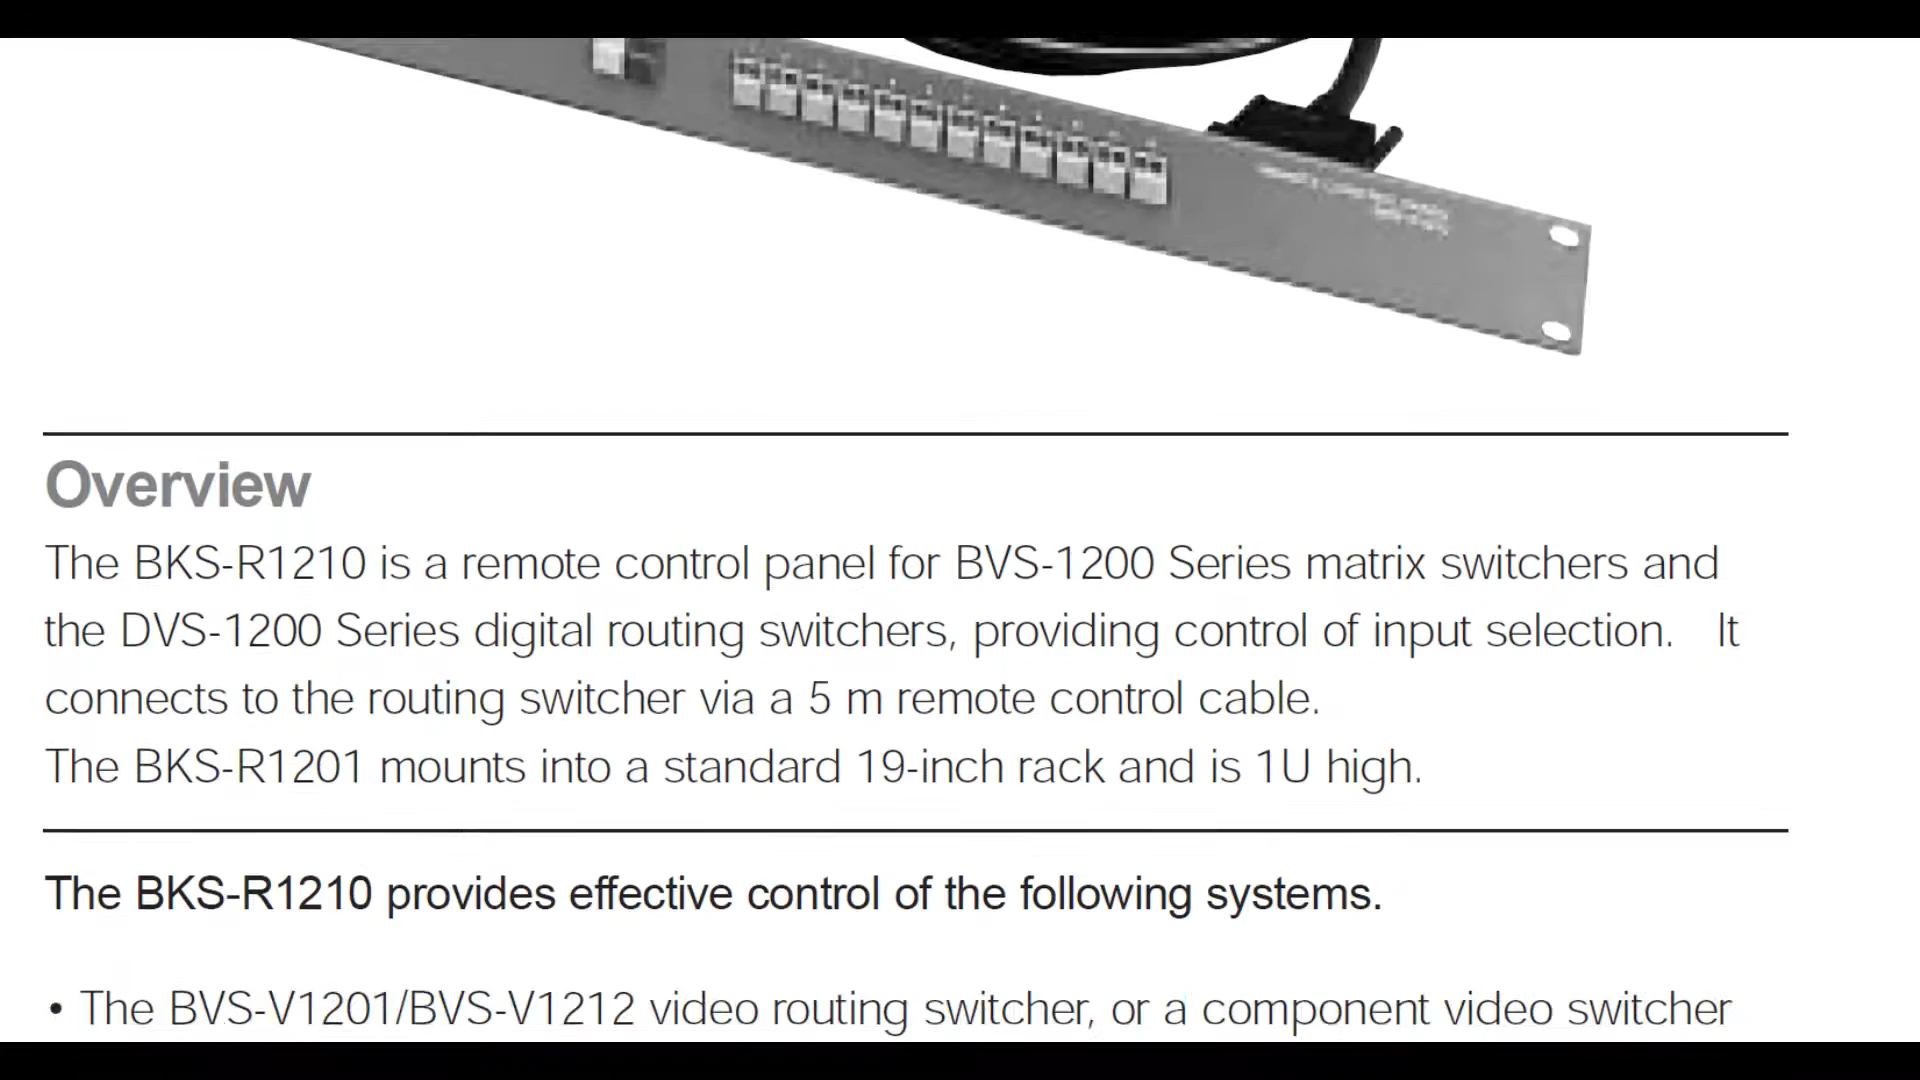 Overview
The BKS-R1210 is a remote control panel for BVS-1200 Series matrix switchers and
the DVS-1200 Series digital routing switchers, providing control of input selection. It
connects to the routing switcher via a 5 m remote control cable.
The BKS-R1201 mounts into a standard 19-inch rack and is 1U high.
The BKS-R1210 provides effective control of the following systems.
• The BVS-V1201/BVS-V1212 video routing switcher, or a component video switcher